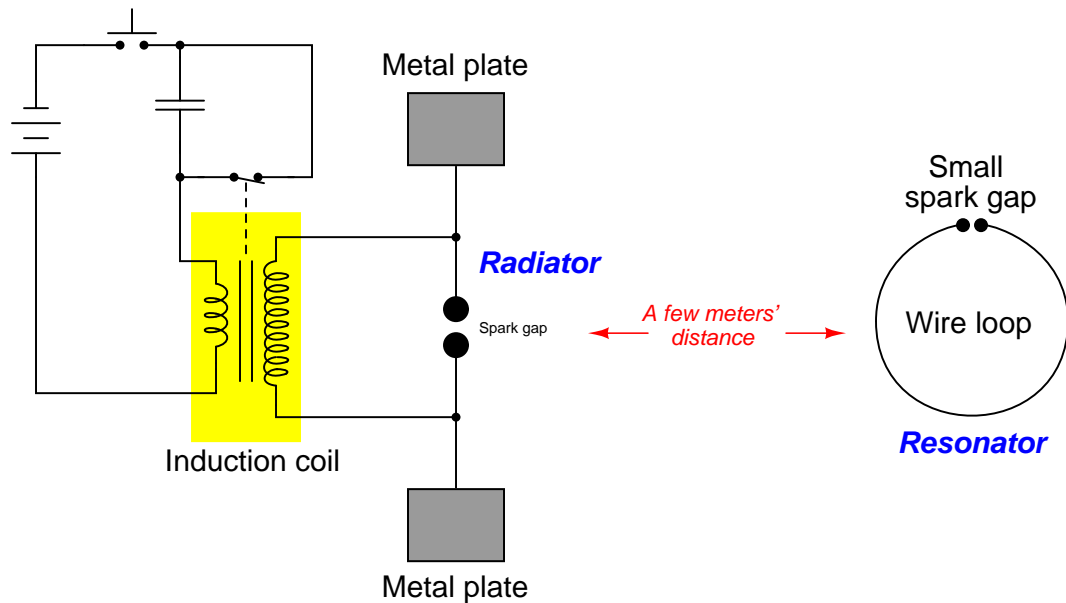 Metal plate
Radiator
Spark gap
Induction coil
Metal plate
A few meters’
distance
Small
spark gap
Wire loop
Resonator